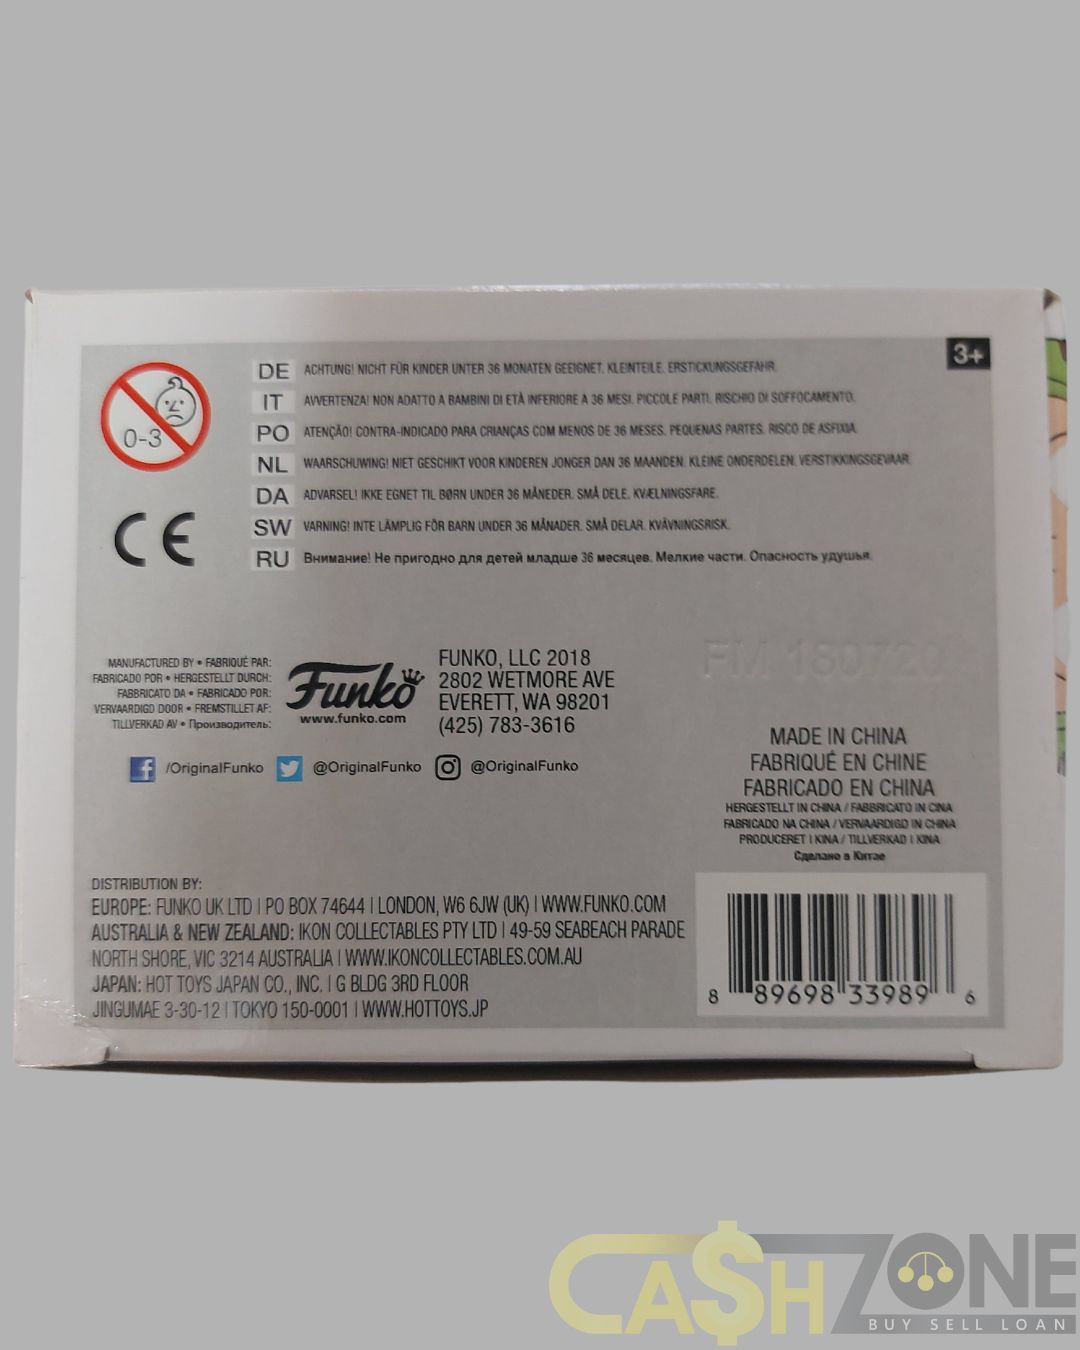 3+
0-3
CE
DE ACHTUNG! NICHT FÜR KINDER UNTER 36 MONATEN GEEIGNET. KLEINTEILE. ERSTICKUNGSGEFAHR.
IT AVVERTENZA! NON ADATTO A BAMBINI DI ETÀ INFERIORE A 36 MESI. PICCOLE PARTI. RISCHIO DI SOFFOCAMENTO.
PO ATENÇÃO! CONTRA-INDICADO PARA CRIANÇAS COM MENOS DE 36 MESES. PEQUENAS PARTES. RISCO DE ASFIXIA.
NL WAARSCHUWING! NIET GESCHIKT VOOR KINDEREN JONGER DAN 36 MAANDEN. KLEINE ONDERDELEN. VERSTIKKINGSGEVAAR.
DA ADVARSEL! IKKE EGNET TIL BØRN UNDER 36 MÅNEDER. SMÅ DELE. KVÆLNINGSFARE.
SW VARNING! INTE LÄMPLIG FÖR BARN UNDER 36 MÅNADER. SMÅ DELAR. KVÄVNINGSRISK.
RU Внимание! Не пригодно для детей младше 36 месяцев. Мелкие части. Опасность удушья.
MANUFACTURED BY • FABRIQUÉ PAR:
FABRICADO POR • HERGESTELLT DURCH:
FABBRICATO DA • FABRICADO POR:
VERVAARDIGD DOOR • FREMSTILLET AF:
TILLVERKAD AV • Производитель:
Funko
www.funko.com
FUNKO, LLC 2018
2802 WETMORE AVE
EVERETT, WA 98201
(425) 783-3616
/OriginalFunko @OriginalFunko @OriginalFunko
FM 180720
MADE IN CHINA
FABRIQUÉ EN CHINE
FABRICADO EN CHINA
HERGESTELLT IN CHINA / FABBRICATO IN CINA
FABRICADO NA CHINA / VERVAARDIGD IN CHINA
PRODUCERET I KINA / TILLVERKAD I KINA
Сделано в Китае
DISTRIBUTION BY:
EUROPE: FUNKO UK LTD | PO BOX 74644 | LONDON, W6 6JW (UK) | WWW.FUNKO.COM
AUSTRALIA & NEW ZEALAND: IKON COLLECTABLES PTY LTD | 49-59 SEABEACH PARADE
NORTH SHORE, VIC 3214 AUSTRALIA | WWW.IKONCOLLECTABLES.COM.AU
JAPAN: HOT TOYS JAPAN CO., INC. | G BLDG 3RD FLOOR
JINGUMAE 3-30-12 | TOKYO 150-0001 | WWW.HOTTOYS.JP
8 89698 33989 6
CA$HZONE
BUY SELL LOAN